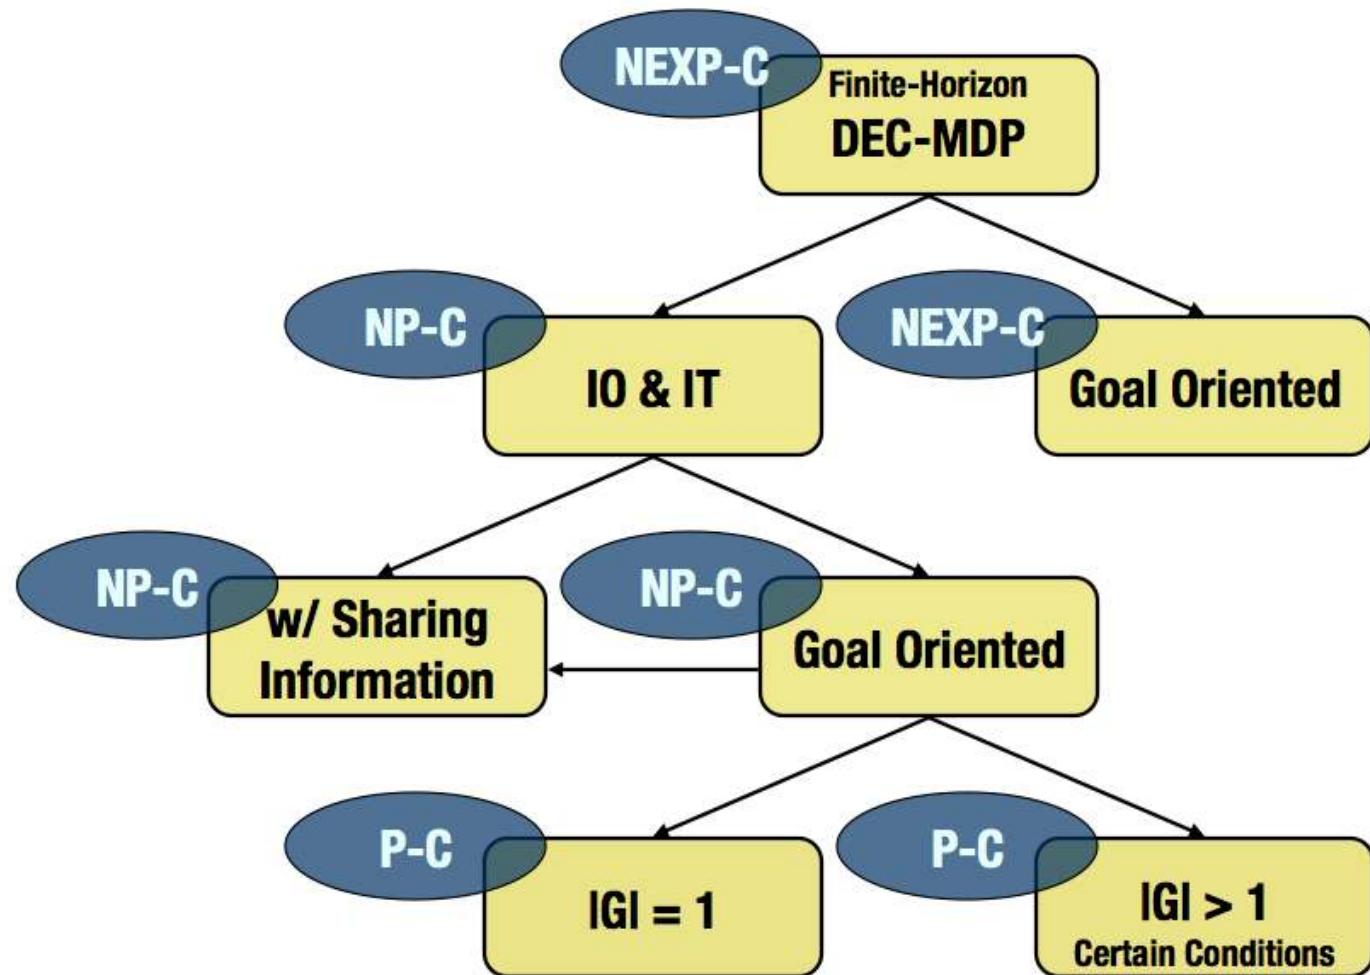 NEXP-C
Finite-Horizon
DEC-MDP
NP-C
IO & IT
NEXP-C
Goal Oriented
NP-C
w/ Sharing
Information
NP-C
Goal Oriented
P-C
|G| = 1
P-C
|G| > 1
Certain Conditions